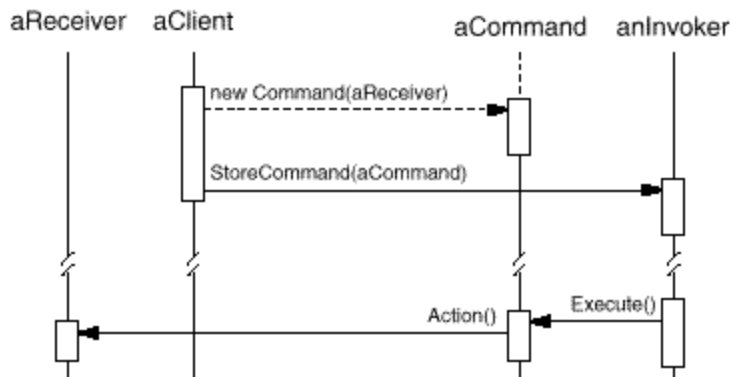 aReceiver
aClient
aCommand
anInvoker
new Command(aReceiver)
StoreCommand(aCommand)
Action()
Execute()